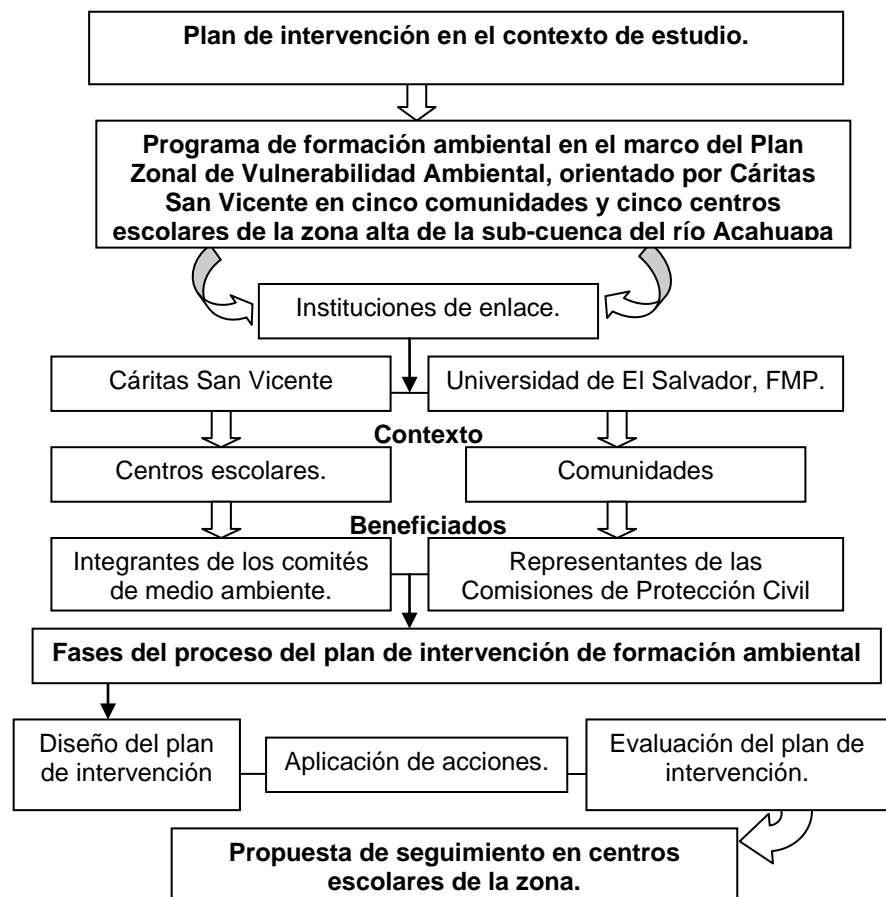 Plan de intervención en el contexto de estudio.
Programa de formación ambiental en el marco del Plan
Zonal de Vulnerabilidad Ambiental, orientado por Cáritas
San Vicente en cinco comunidades y cinco centros
escolares de la zona alta de la sub-cuenca del río Acahuapa
Instituciones de enlace.
Cáritas San Vicente
Universidad de El Salvador, FMP.
Contexto
Centros escolares.
Comunidades
Beneficiados
Integrantes de los comités
de medio ambiente.
Representantes de las
Comisiones de Protección Civil
Fases del proceso del plan de intervención de formación ambiental
Diseño del plan
de intervención
Aplicación de acciones.
Evaluación del plan de
intervención.
Propuesta de seguimiento en centros
escolares de la zona.